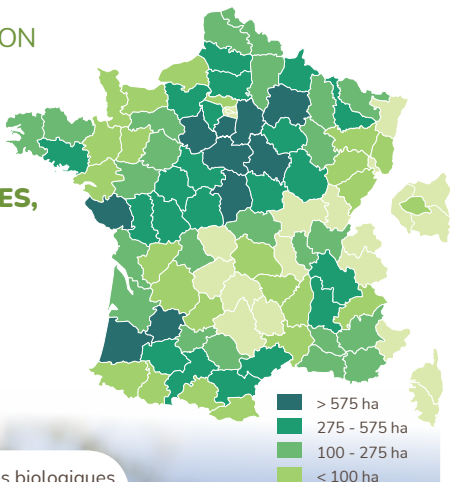 ON
ES,
> 575 ha
275 - 575 ha
100 - 275 ha
< 100 ha
s biologiques